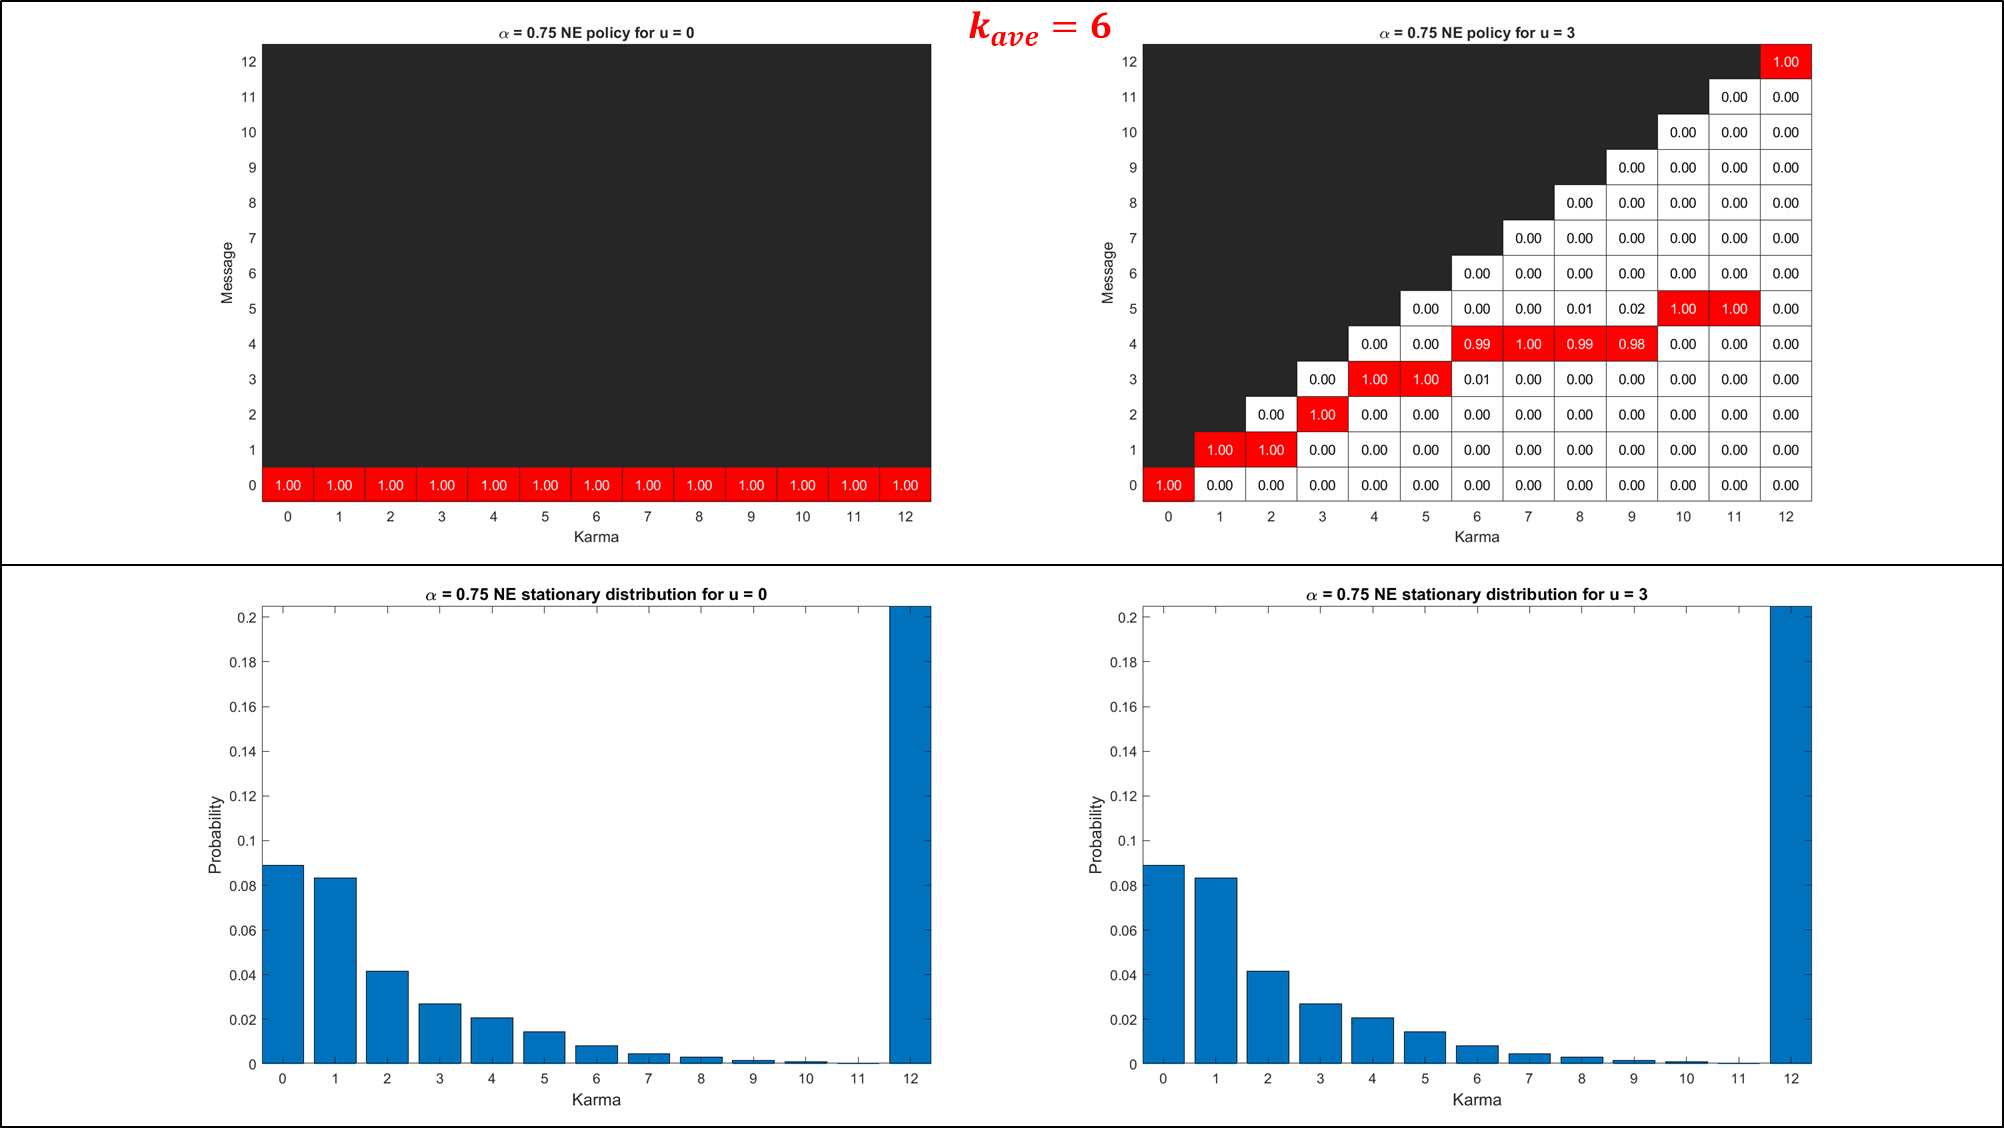 k_ave = 6
α = 0.75 NE policy for u = 0
Message
12
11
10
9
8
7
6
5
4
3
2
1
0
1.00 1.00 1.00 1.00 1.00 1.00 1.00 1.00 1.00 1.00 1.00 1.00 1.00
0 1 2 3 4 5 6 7 8 9 10 11 12
Karma
α = 0.75 NE policy for u = 3
Message
12 1.00
11 0.00 0.00
10 0.00 0.00 0.00
9 0.00 0.00 0.00 0.00
8 0.00 0.00 0.00 0.00 0.00
7 0.00 0.00 0.00 0.00 0.00 0.00
6 0.00 0.00 0.00 0.00 0.00 0.00 0.00
5 0.00 0.00 0.00 0.01 0.02 1.00 1.00 0.00
4 0.00 0.00 0.99 1.00 0.99 0.98 0.00 0.00 0.00
3 0.00 1.00 1.00 0.01 0.00 0.00 0.00 0.00 0.00 0.00
2 0.00 1.00 0.00 0.00 0.00 0.00 0.00 0.00 0.00 0.00 0.00
1 1.00 1.00 0.00 0.00 0.00 0.00 0.00 0.00 0.00 0.00 0.00 0.00
0 1.00 0.00 0.00 0.00 0.00 0.00 0.00 0.00 0.00 0.00 0.00 0.00 0.00
0 1 2 3 4 5 6 7 8 9 10 11 12
Karma
α = 0.75 NE stationary distribution for u = 0
Probability
0.2
0.18
0.16
0.14
0.12
0.1
0.08
0.06
0.04
0.02
0
0 1 2 3 4 5 6 7 8 9 10 11 12
Karma
α = 0.75 NE stationary distribution for u = 3
Probability
0.2
0.18
0.16
0.14
0.12
0.1
0.08
0.06
0.04
0.02
0
0 1 2 3 4 5 6 7 8 9 10 11 12
Karma